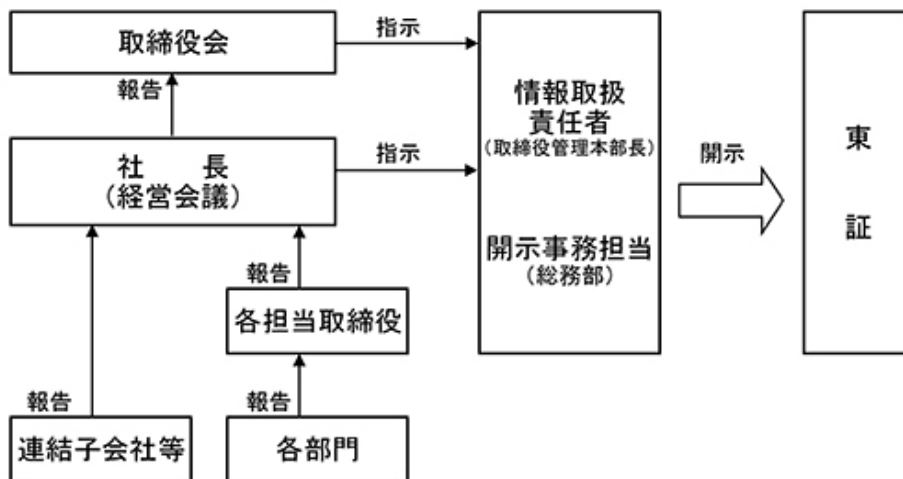 取締役会
指示
報告
社　長
（経営会議）
指示
情報取扱
責任者
（取締役管理本部長）
開示事務担当
（総務部）
開示
東
証
報告
各担当取締役
報告
報告
連結子会社等
各部門